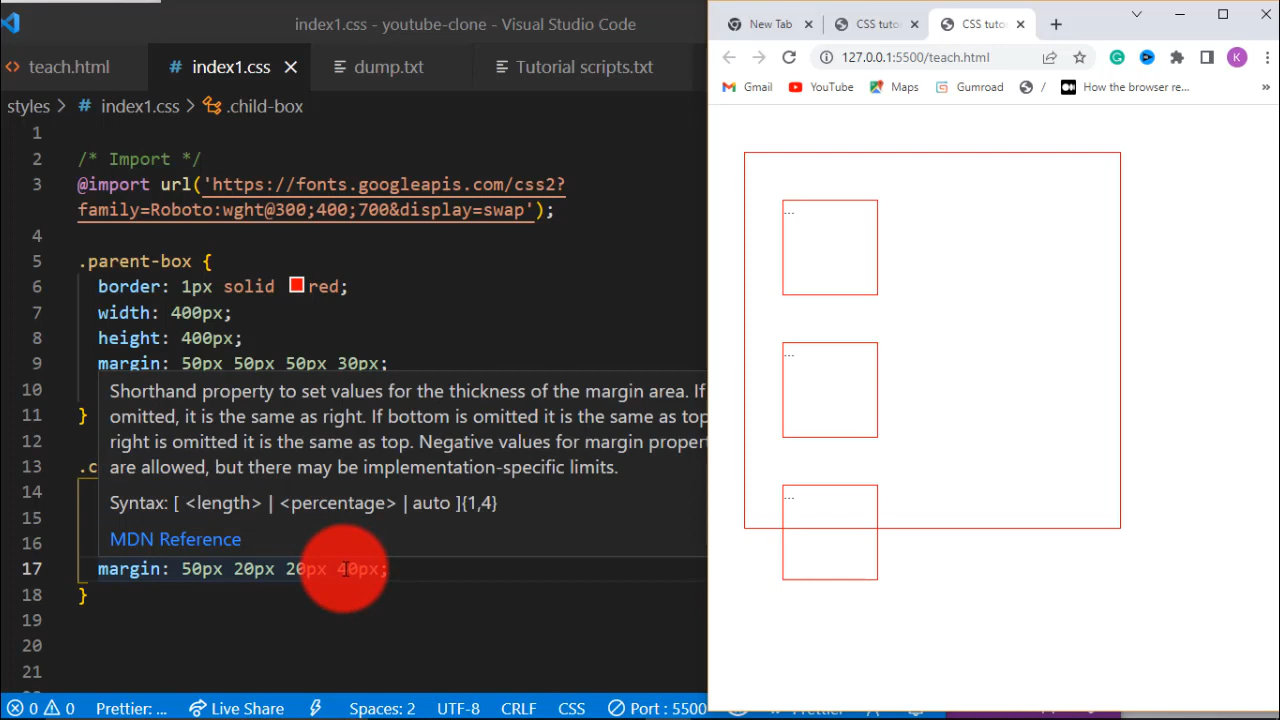 index1.css - youtube-clone - Visual Studio Code
teach.html
# index1.css
dump.txt
Tutorial scripts.txt
styles > # index1.css > .child-box
1
2 /* Import */
3 @import url('https://fonts.googleapis.com/css2?
family=Roboto:wght@300;400;700&display=swap');
4
5 .parent-box {
6 border: 1px solid red;
7 width: 400px;
8 height: 400px;
9 margin: 50px 50px 50px 30px;
10
11 }
12
13 .c
14
15
16
17 margin: 50px 20px 20px 40px;
18 }
19
20
21
Shorthand property to set values for the thickness of the margin area. If
omitted, it is the same as right. If bottom is omitted it is the same as top
right is omitted it is the same as top. Negative values for margin propert
are allowed, but there may be implementation-specific limits.
Syntax: [ <length> | <percentage> | auto ]{1,4}
MDN Reference
0 0 Prettier: ... Live Share Spaces: 2 UTF-8 CRLF CSS Port : 5500
New Tab
CSS tuto
CSS tuto
127.0.0.1:5500/teach.html
K
Gmail YouTube Maps Gumroad / How the browser re... »
...
...
...